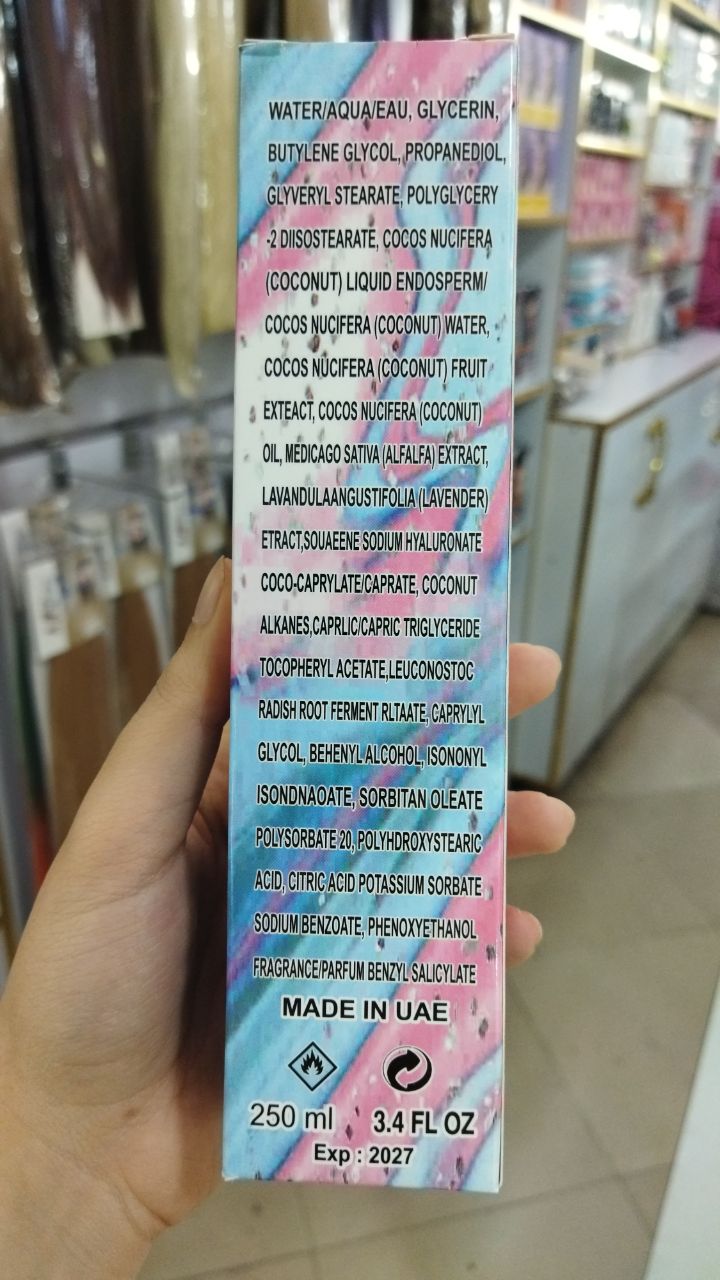 WATER/AQUA/EAU, GLYCERIN,
BUTYLENE GLYCOL, PROPANEDIOL,
GLYVERYL STEARATE, POLYGLYCERY
-2 DIISOSTEARATE, COCOS NUCIFERA
(COCONUT) LIQUID ENDOSPERM/
COCOS NUCIFERA (COCONUT) WATER,
COCOS NUCIFERA (COCONUT) FRUIT
EXTEACT, COCOS NUCIFERA (COCONUT)
OIL, MEDICAGO SATIVA (ALFALFA) EXTRACT,
LAVANDULAANGUSTIFOLIA (LAVENDER)
ETRACT,SOUAEENE SODIUM HYALURONATE
COCO-CAPRYLATE/CAPRATE, COCONUT
ALKANES,CAPRLIC/CAPRIC TRIGLYCERIDE
TOCOPHERYL ACETATE,LEUCONOSTOC
RADISH ROOT FERMENT RLTAATE, CAPRYLYL
GLYCOL, BEHENYL ALCOHOL, ISONONYL
ISONDNAOATE, SORBITAN OLEATE
POLYSORBATE 20, POLYHDROXYSTEARIC
ACID, CITRIC ACID POTASSIUM SORBATE
SODIUM BENZOATE, PHENOXYETHANOL
FRAGRANCE/PARFUM BENZYL SALICYLATE
MADE IN UAE
250 ml 3.4 FL OZ
Exp : 2027